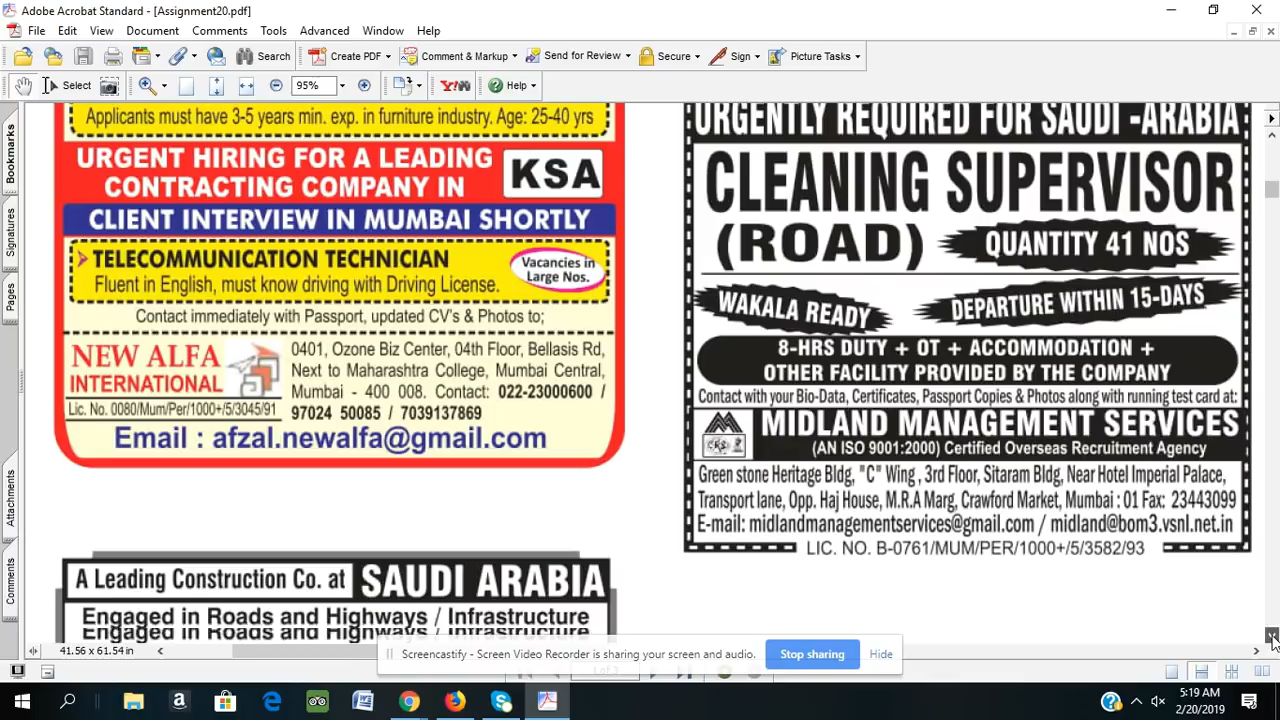 Adobe Acrobat Standard - [Assignment20.pdf]
File Edit View Document Comments Tools Advanced Window Help
Search Create PDF Comment & Markup Send for Review Secure Sign Picture Tasks
Select 95% Y! Help
Bookmarks
Signatures
Pages
Attachments
Comments
Applicants must have 3-5 years min. exp. in furniture industry. Age: 25-40 yrs
URGENT HIRING FOR A LEADING
CONTRACTING COMPANY IN KSA
CLIENT INTERVIEW IN MUMBAI SHORTLY
TELECOMMUNICATION TECHNICIAN
Fluent in English, must know driving with Driving License.
Vacancies in
Large Nos.
Contact immediately with Passport, updated CV's & Photos to;
NEW ALFA
INTERNATIONAL
Lic. No. 0080/Mum/Per/1000+/5/3045/91
0401, Ozone Biz Center, 04th Floor, Bellasis Rd,
Next to Maharashtra College, Mumbai Central,
Mumbai - 400 008. Contact: 022-23000600 /
97024 50085 / 7039137869
Email : afzal.newalfa@gmail.com
A Leading Construction Co. at SAUDI ARABIA
Engaged in Roads and Highways / Infrastructure
Engaged in Roads and Highways / Infrastructure
URGENTLY REQUIRED FOR SAUDI -ARABIA
CLEANING SUPERVISOR
(ROAD) QUANTITY 41 NOS
WAKALA READY DEPARTURE WITHIN 15-DAYS
8-HRS DUTY + OT + ACCOMMODATION +
OTHER FACILITY PROVIDED BY THE COMPANY
Contact with your Bio-Data, Certificates, Passport Copies & Photos along with running test card at:
MIDLAND MANAGEMENT SERVICES
(AN ISO 9001:2000) Certified Overseas Recruitment Agency
Green stone Heritage Bldg, "C" Wing , 3rd Floor, Sitaram Bldg, Near Hotel Imperial Palace,
Transport lane, Opp. Haj House, M.R.A Marg, Crawford Market, Mumbai : 01 Fax: 23443099
E-mail: midlandmanagementservices@gmail.com / midland@bom3.vsnl.net.in
LIC. NO. B-0761/MUM/PER/1000+/5/3582/93
41.56 x 61.54 in
Screencastify - Screen Video Recorder is sharing your screen and audio. Stop sharing Hide
5:19 AM
2/20/2019